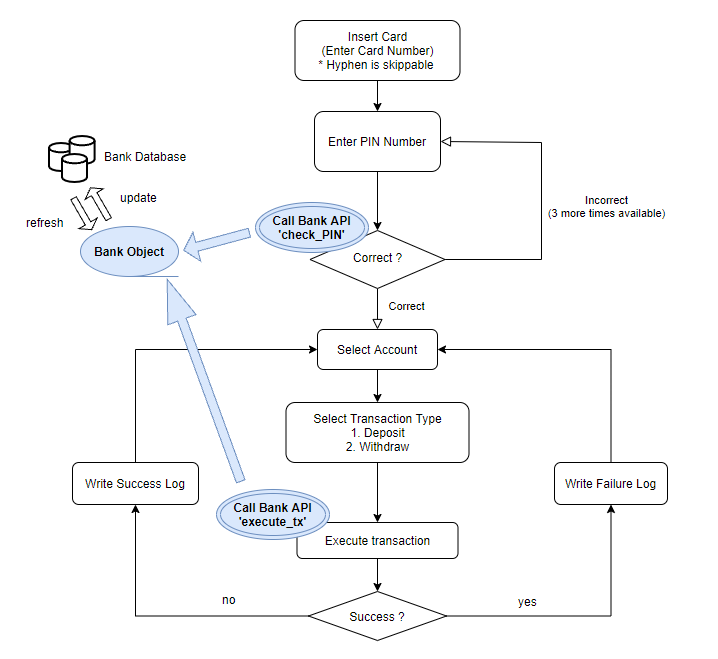 Insert Card
(Enter Card Number)
* Hyphen is skippable
Enter PIN Number
Bank Database
update
refresh
Incorrect
(3 more times available)
Call Bank API
'check_PIN'
Bank Object
Correct ?
Correct
Select Account
Select Transaction Type
1. Deposit
2. Withdraw
Write Success Log
Write Failure Log
Call Bank API
'execute_tx'
Execute transaction
no
yes
Success ?